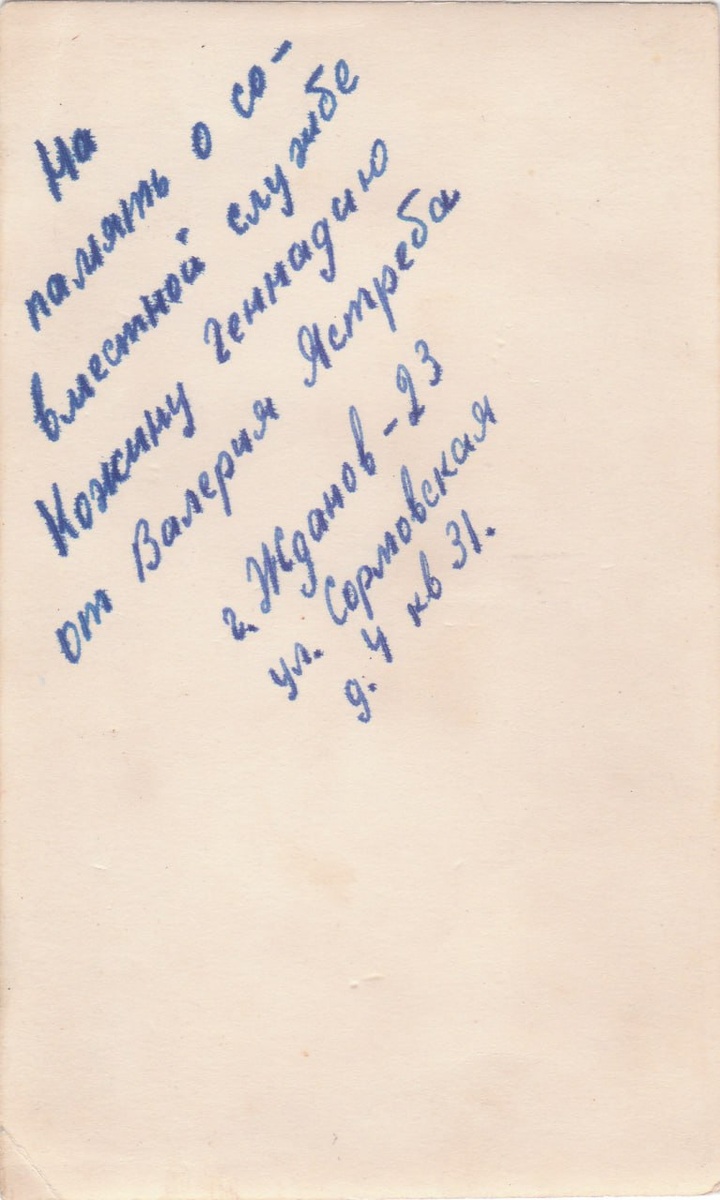 На
память о со-
вместной службе
Кожину Геннадию
от Валерия Ястреба
г. Жданов-23
ул. Сормовская
д. 4 кв 31.